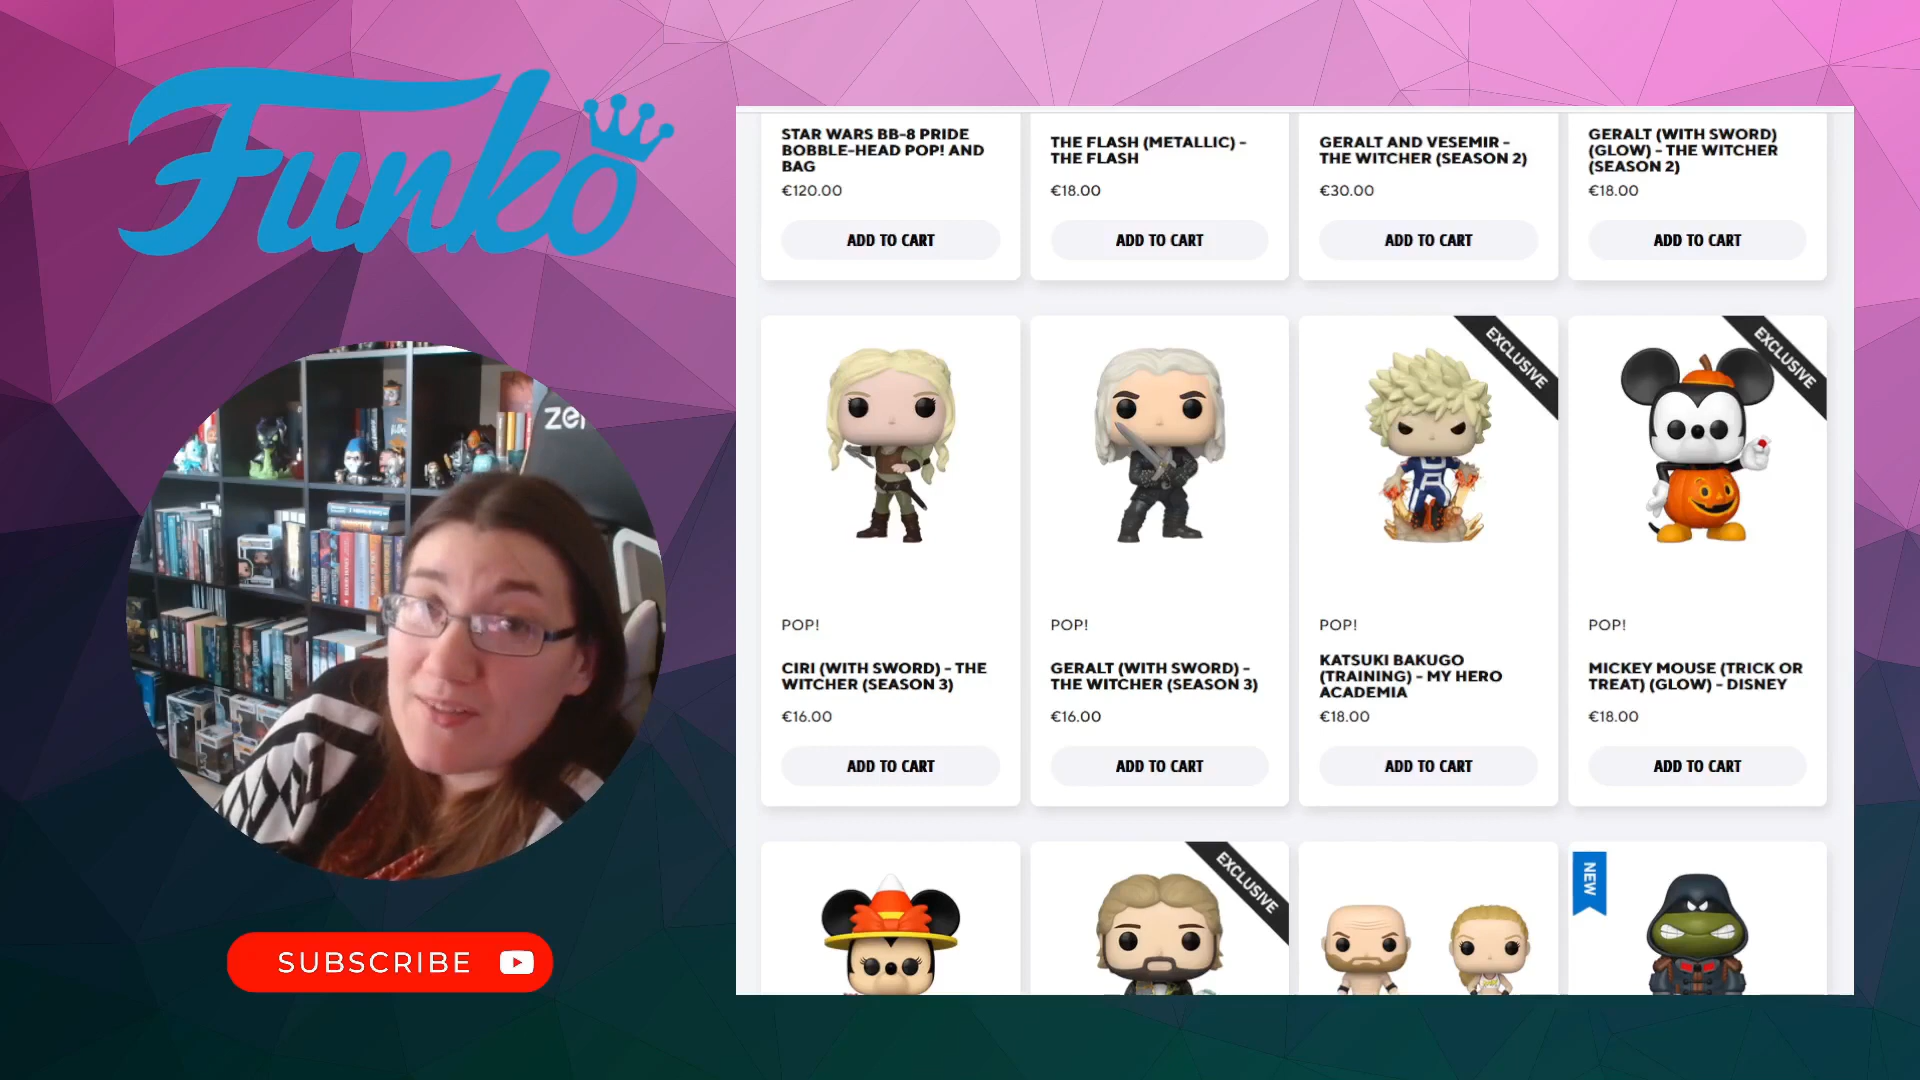 Funko
zen
SUBSCRIBE
STAR WARS BB-8 PRIDE
BOBBLE-HEAD POP! AND
BAG
€120.00
ADD TO CART
THE FLASH (METALLIC) -
THE FLASH
€18.00
ADD TO CART
GERALT AND VESEMIR -
THE WITCHER (SEASON 2)
€30.00
ADD TO CART
GERALT (WITH SWORD)
(GLOW) - THE WITCHER
(SEASON 2)
€18.00
ADD TO CART
POP!
CIRI (WITH SWORD) - THE
WITCHER (SEASON 3)
€16.00
ADD TO CART
POP!
GERALT (WITH SWORD) -
THE WITCHER (SEASON 3)
€16.00
ADD TO CART
EXCLUSIVE
POP!
KATSUKI BAKUGO
(TRAINING) - MY HERO
ACADEMIA
€18.00
ADD TO CART
EXCLUSIVE
POP!
MICKEY MOUSE (TRICK OR
TREAT) (GLOW) - DISNEY
€18.00
ADD TO CART
EXCLUSIVE
NEW